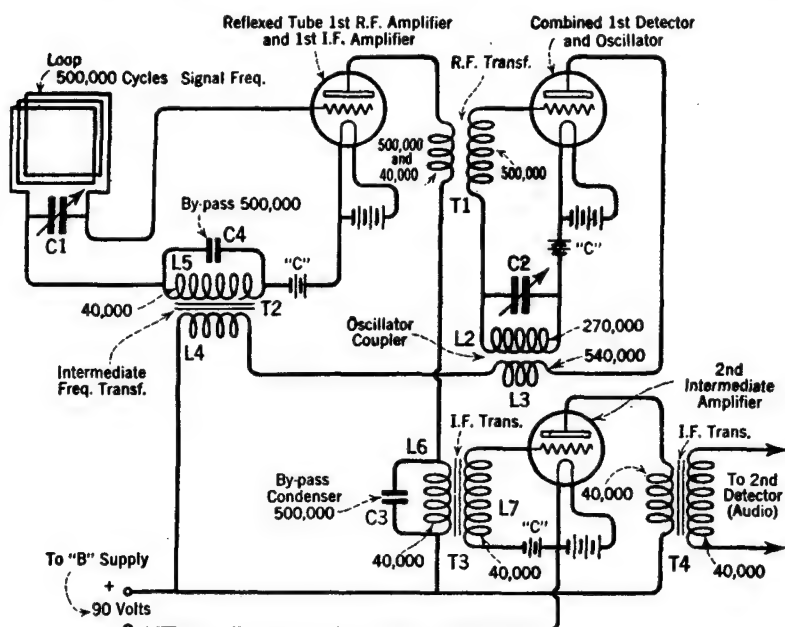 Reflexed Tube 1st R.F. Amplifier
and 1st I.F. Amplifier
Combined 1st Detector
and Oscillator
Loop
500,000 Cycles Signal Freq.
R.F. Transf.
500,000
and
40,000
500,000
T1
By-pass 500,000
C4
C1
L5
"C"
40,000
T2
L4
Intermediate
Freq. Transf.
C2
"C"
Oscillator
Coupler
L2
270,000
540,000
L3
2nd
Intermediate
Amplifier
I.F. Trans.
I.F. Trans.
L6
By-pass
Condenser
500,000
C3
40,000
L7
"C"
40,000
T3
40,000
To 2nd
Detector
(Audio)
T4
40,000
To "B" Supply
+
90 Volts